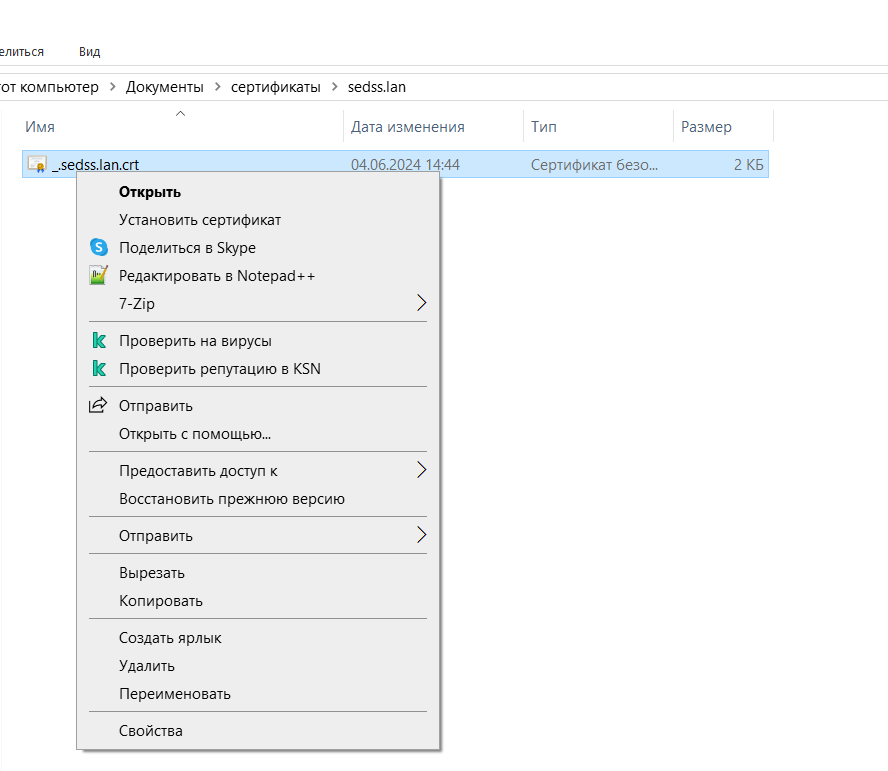 елиться Вид
тот компьютер > Документы > сертификаты > sedss.lan
Имя Дата изменения Тип Размер
_.sedss.lan.crt 04.06.2024 14:44 Сертификат безо... 2 КБ
Открыть
Установить сертификат
Поделиться в Skype
Редактировать в Notepad++
7-Zip
Проверить на вирусы
Проверить репутацию в KSN
Отправить
Открыть с помощью...
Предоставить доступ к
Восстановить прежнюю версию
Отправить
Вырезать
Копировать
Создать ярлык
Удалить
Переименовать
Свойства